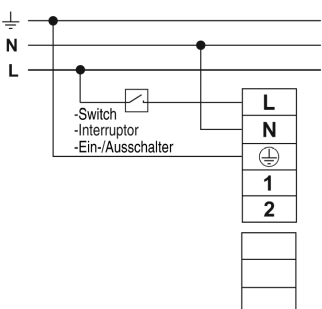 N
L
-Switch
-Interruptor
-Ein-/Ausschalter
L
N
1
2